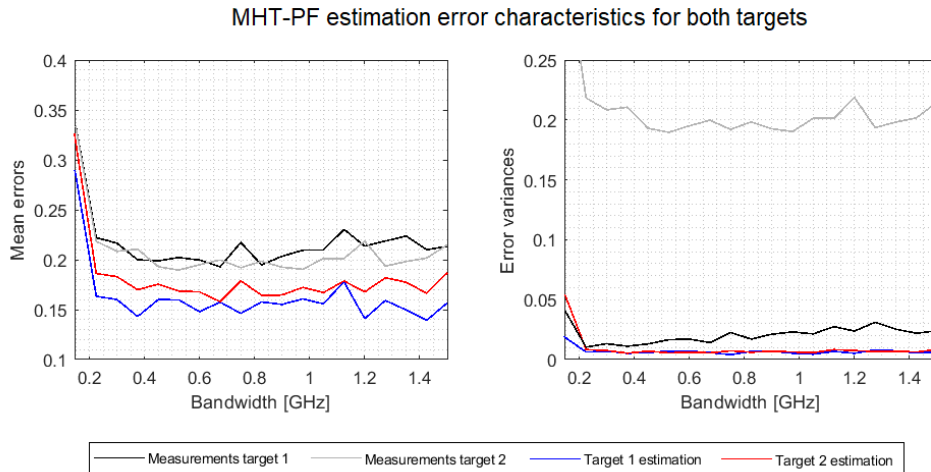 MHT-PF estimation error characteristics for both targets
Mean errors
0.4
0.35
0.3
0.25
0.2
0.15
0.1
0.2 0.4 0.6 0.8 1 1.2 1.4
Bandwidth [GHz]
Error variances
0.25
0.2
0.15
0.1
0.05
0
0.2 0.4 0.6 0.8 1 1.2 1.4
Bandwidth [GHz]
Measurements target 1 Measurements target 2 Target 1 estimation Target 2 estimation